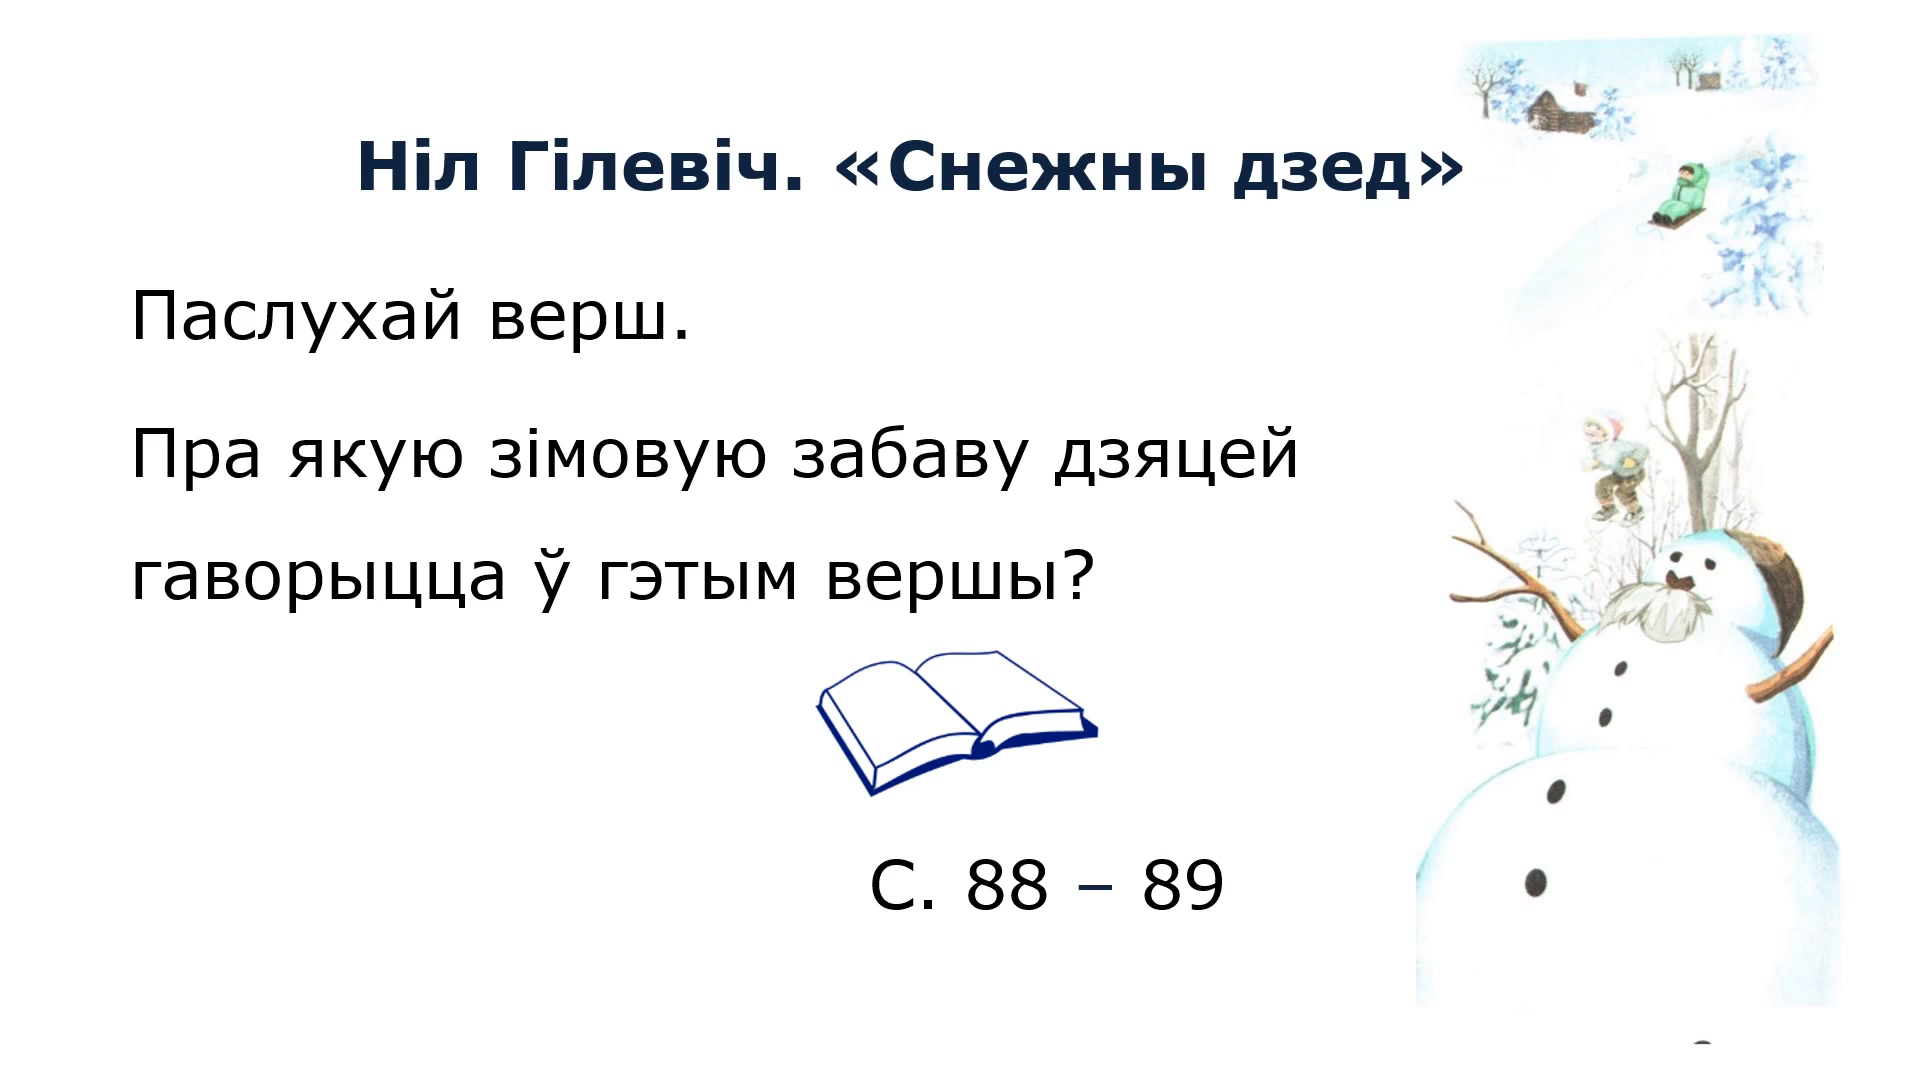 Ніл Гілевіч. «Снежны дзед»
Паслухай верш.
Пра якую зімовую забаву дзяцей
гаворыцца ў гэтым вершы?
С. 88 – 89